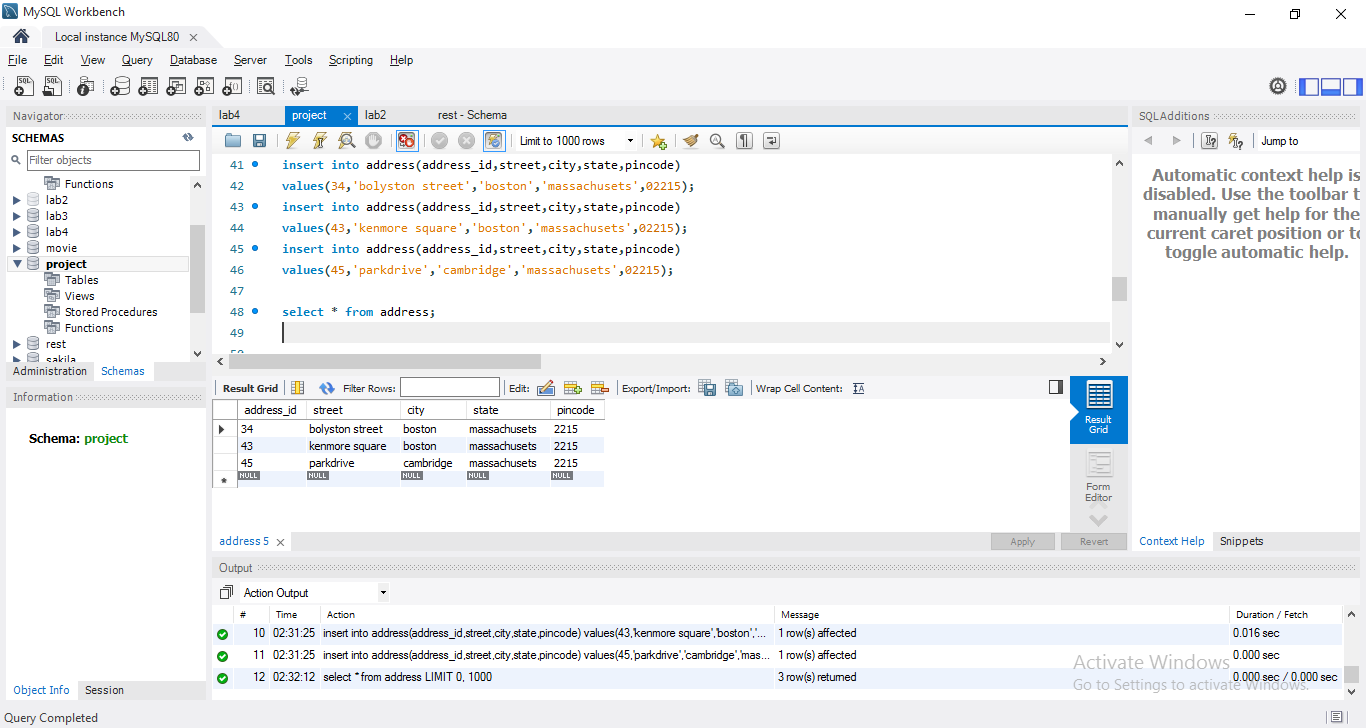 MySQL Workbench
Local instance MySQL80
File Edit View Query Database Server Tools Scripting Help
Navigator
SCHEMAS
Filter objects
Functions
lab2
lab3
lab4
movie
project
Tables
Views
Stored Procedures
Functions
rest
sakila
Administration Schemas
Information
Schema: project
Object Info Session
lab4 project lab2 rest - Schema
Limit to 1000 rows
41 insert into address(address_id,street,city,state,pincode)
42 values(34,'bolyston street','boston','massachusets',02215);
43 insert into address(address_id,street,city,state,pincode)
44 values(43,'kenmore square','boston','massachusets',02215);
45 insert into address(address_id,street,city,state,pincode)
46 values(45,'parkdrive','cambridge','massachusets',02215);
47
48 select * from address;
49
50
Result Grid Filter Rows: Edit: Export/Import: Wrap Cell Content:
address_id street city state pincode
34 bolyston street boston massachusets 2215
43 kenmore square boston massachusets 2215
45 parkdrive cambridge massachusets 2215
NULL NULL NULL NULL NULL
Result
Grid
Form
Editor
address 5
Apply Revert
SQLAdditions
Jump to
Automatic context help is
disabled. Use the toolbar t
manually get help for the
current caret position or to
toggle automatic help.
Context Help Snippets
Output
Action Output
# Time Action Message Duration / Fetch
10 02:31:25 insert into address(address_id,street,city,state,pincode) values(43,'kenmore square','boston','... 1 row(s) affected 0.016 sec
11 02:31:25 insert into address(address_id,street,city,state,pincode) values(45,'parkdrive','cambridge','mas... 1 row(s) affected 0.000 sec
12 02:32:12 select * from address LIMIT 0, 1000 3 row(s) returned 0.000 sec / 0.000 sec
Activate Windows
Go to Settings to activate Windows.
Query Completed